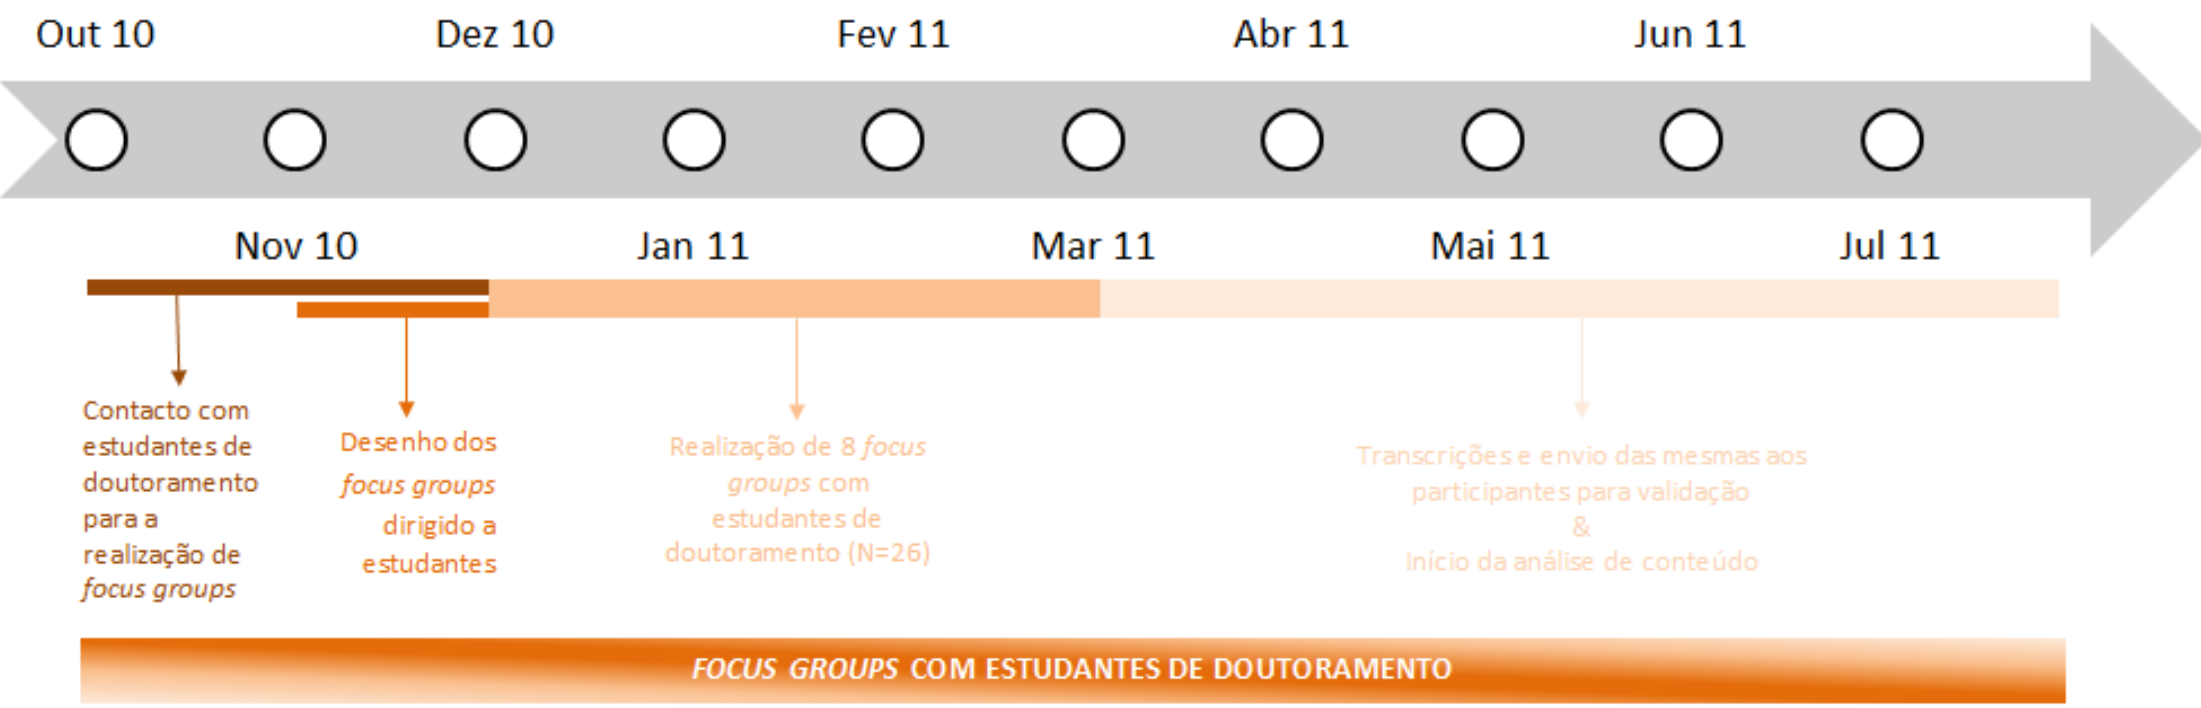 Out 10
Dez 10
Fev 11
Abr 11
Jun 11
Nov 10
Jan 11
Mar 11
Mai 11
Jul 11
Contacto com
estudantes de
doutoramento
para a
realização de
focus groups
Desenho dos
focus groups
dirigido a
estudantes
Realização de 8 focus
groups com
estudantes de
doutoramento (N=26)
Transcrições e envio das mesmas aos
participantes para validação
&
Início da análise de conteúdo
FOCUS GROUPS COM ESTUDANTES DE DOUTORAMENTO